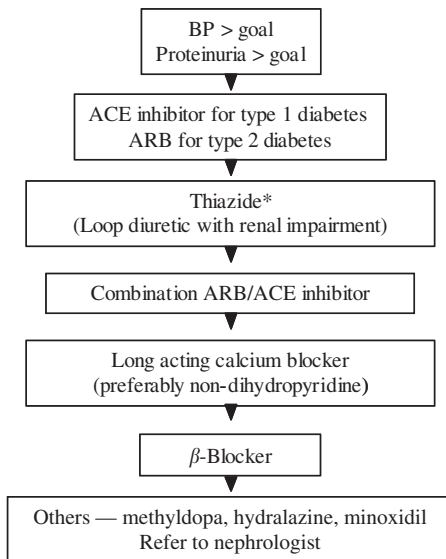 BP > goal
Proteinuria > goal
ACE inhibitor for type 1 diabetes
ARB for type 2 diabetes
Thiazide*
(Loop diuretic with renal impairment)
Combination ARB/ACE inhibitor
Long acting calcium blocker
(preferably non-dihydropyridine)
β-Blocker
Others — methyldopa, hydralazine, minoxidil
Refer to nephrologist